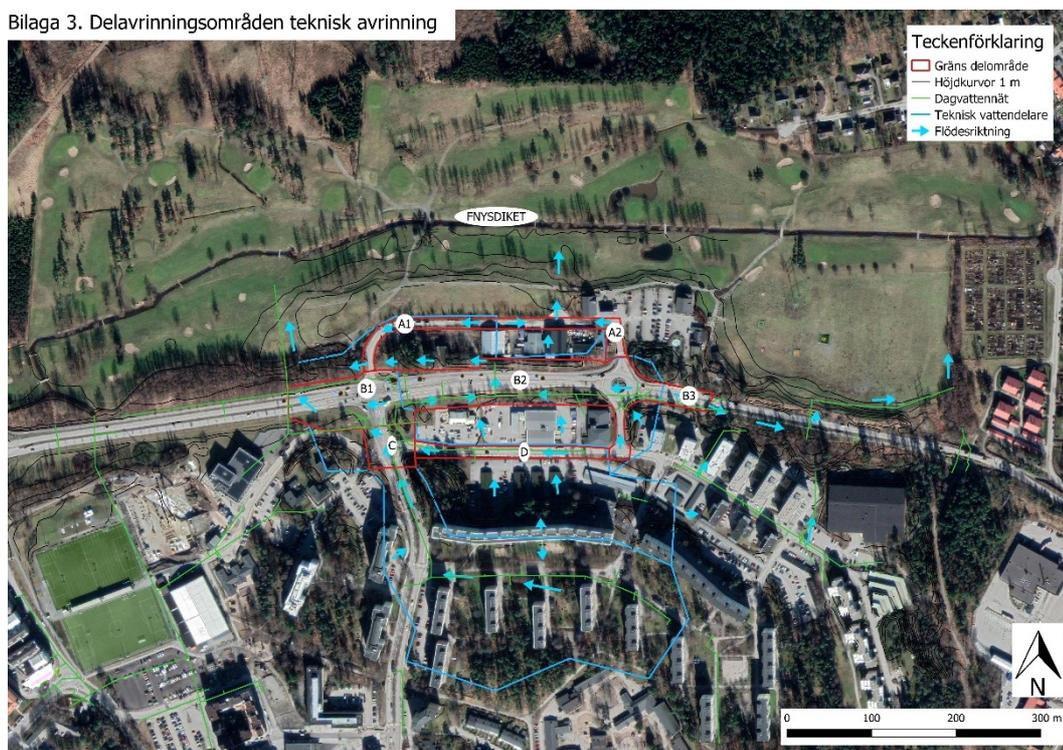 Bilaga 3. Delavrinningsområden teknisk avrinning
Teckenförklaring
Gräns delområde
Höjdkurvor 1 m
Dagvattennät
Teknisk vattendelare
Flödesriktning
FNYSDIKET
A1
A2
B1
B2
B3
C
D
N
0 100 200 300 m